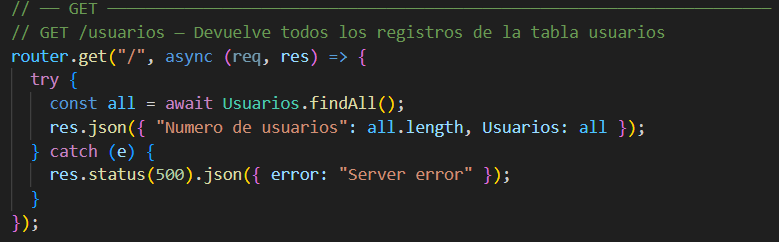 // —— GET ————————————————————————————————————————
// GET /usuarios — Devuelve todos los registros de la tabla usuarios
router.get("/", async (req, res) => {
  try {
    const all = await Usuarios.findAll();
    res.json({ "Numero de usuarios": all.length, Usuarios: all });
  } catch (e) {
    res.status(500).json({ error: "Server error" });
  }
});